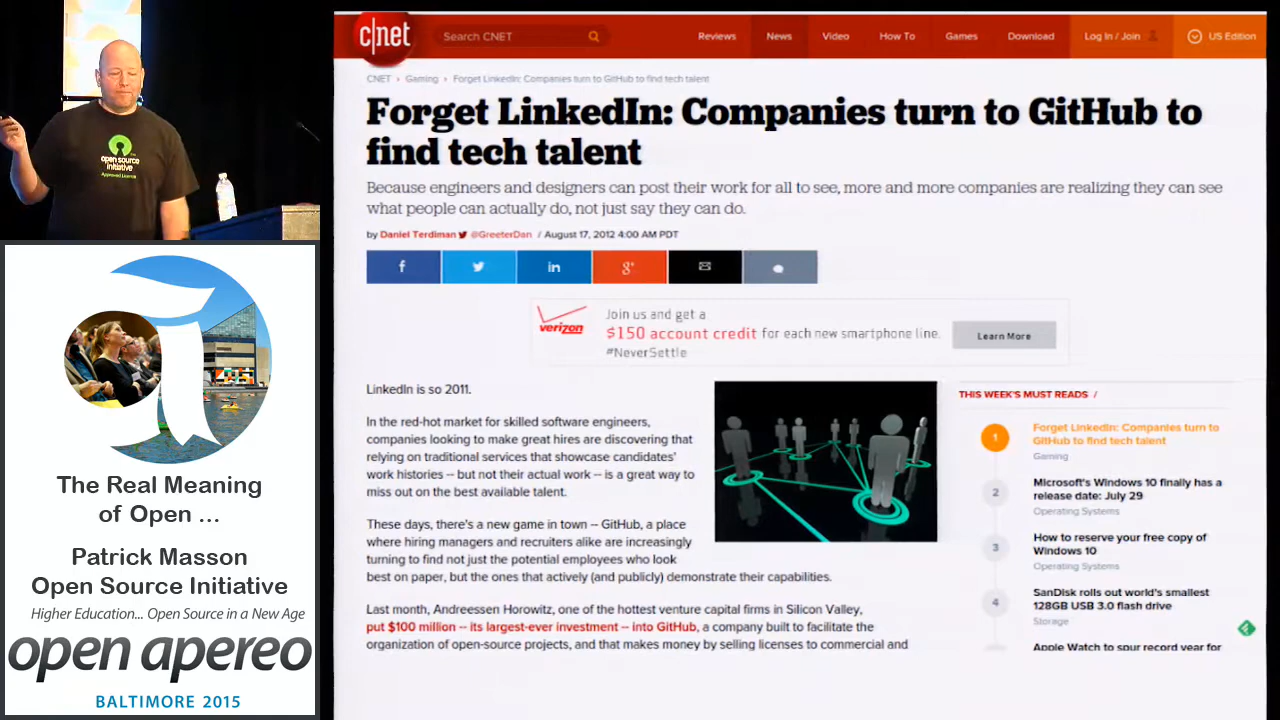 open source
initiative
Approved License
The Real Meaning
of Open ...
Patrick Masson
Open Source Initiative
Higher Education... Open Source in a New Age
open apereo
BALTIMORE 2015
c|net
Search CNET
Reviews
News
Video
How To
Games
Download
Log In / Join
US Edition
CNET › Gaming › Forget LinkedIn: Companies turn to GitHub to find tech talent
Forget LinkedIn: Companies turn to GitHub to
find tech talent
Because engineers and designers can post their work for all to see, more and more companies are realizing they can see
what people can actually do, not just say they can do.
by Daniel Terdiman @GreeterDan / August 17, 2012 4:00 AM PDT
f
in
g+
verizon
Join us and get a
$150 account credit for each new smartphone line.
#NeverSettle
Learn More
LinkedIn is so 2011.
In the red-hot market for skilled software engineers,
companies looking to make great hires are discovering that
relying on traditional services that showcase candidates'
work histories -- but not their actual work -- is a great way to
miss out on the best available talent.
These days, there's a new game in town -- GitHub, a place
where hiring managers and recruiters alike are increasingly
turning to find not just the potential employees who look
best on paper, but the ones that actively (and publicly) demonstrate their capabilities.
Last month, Andreessen Horowitz, one of the hottest venture capital firms in Silicon Valley,
put $100 million -- its largest-ever investment -- into GitHub, a company built to facilitate the
organization of open-source projects, and that makes money by selling licenses to commercial and
THIS WEEK'S MUST READS /
1
Forget LinkedIn: Companies turn to
GitHub to find tech talent
Gaming
2
Microsoft's Windows 10 finally has a
release date: July 29
Operating Systems
3
How to reserve your free copy of
Windows 10
Operating Systems
4
SanDisk rolls out world's smallest
128GB USB 3.0 flash drive
Storage
Apple Watch to spur record year for